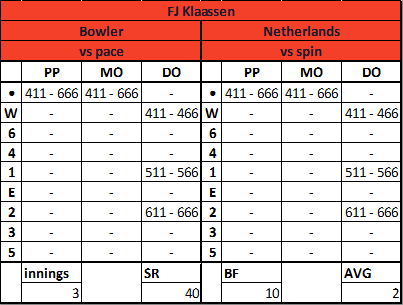 FJ Klaassen
Bowler Netherlands
vs pace vs spin
PP MO DO PP MO DO
• 411 - 666 411 - 666 - • 411 - 666 411 - 666 -
W - - 411 - 466 W - - 411 - 466
6 - - - 6 - - -
4 - - - 4 - - -
1 - - 511 - 566 1 - - 511 - 566
E - - - E - - -
2 - - 611 - 666 2 - - 611 - 666
3 - - - 3 - - -
5 - - - 5 - - -
innings SR BF AVG
3 40 10 2